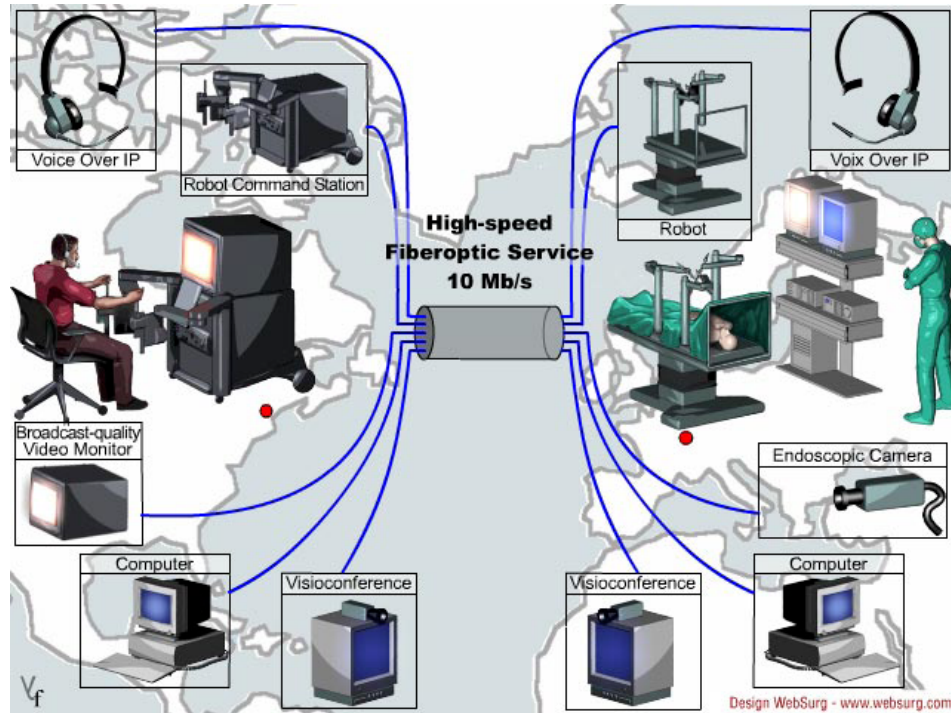 Voice Over IP
Robot Command Station
Robot
Voix Over IP
High-speed
Fiberoptic Service
10 Mb/s
Broadcast-quality
Video Monitor
Endoscopic Camera
Computer
Visioconference
Visioconference
Computer
Vf
Design WebSurg - www.websurg.com